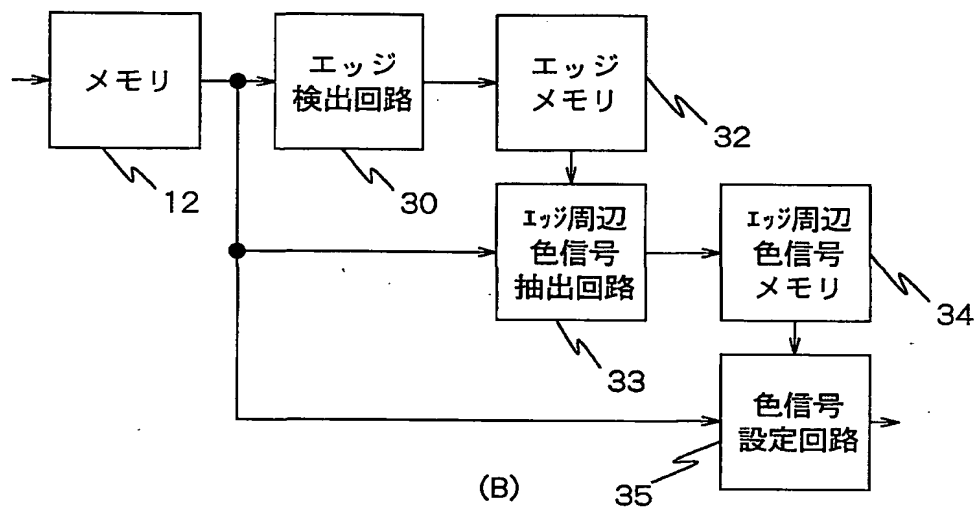 メモリ
エッジ
検出回路
エッジ
メモリ
12
30
32
エッジ周辺
色信号
抽出回路
エッジ周辺
色信号
メモリ
33
34
色信号
設定回路
35
(B)